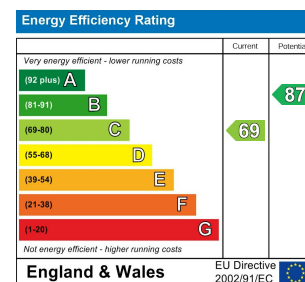 Energy Efficiency Rating
Current Potentia
Very energy efficient - lower running costs
(92 plus) A
(81-91) B
(69-80) C
(55-68) D
(39-54) E
(21-38) F
(1-20) G
87
69
Not energy efficient - higher running costs
England & Wales
EU Directive
2002/91/EC